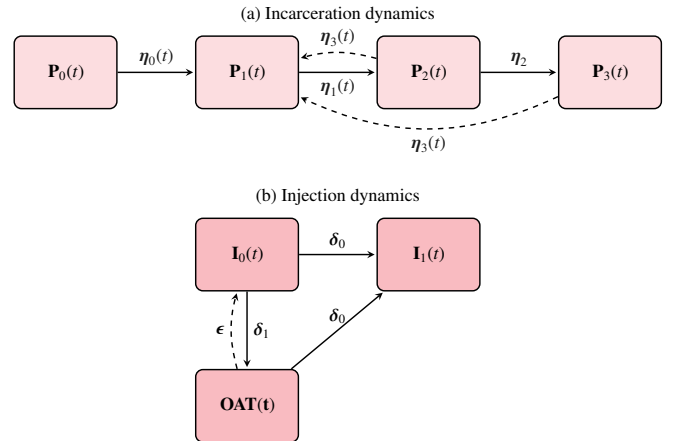 (a) Incarceration dynamics
η₃(t)
P₀(t) η₀(t) P₁(t) η₁(t) P₂(t) η₂ P₃(t)
η₃(t)
(b) Injection dynamics
I₀(t) δ₀ I₁(t)
ϵ δ₁ δ₀
OAT(t)